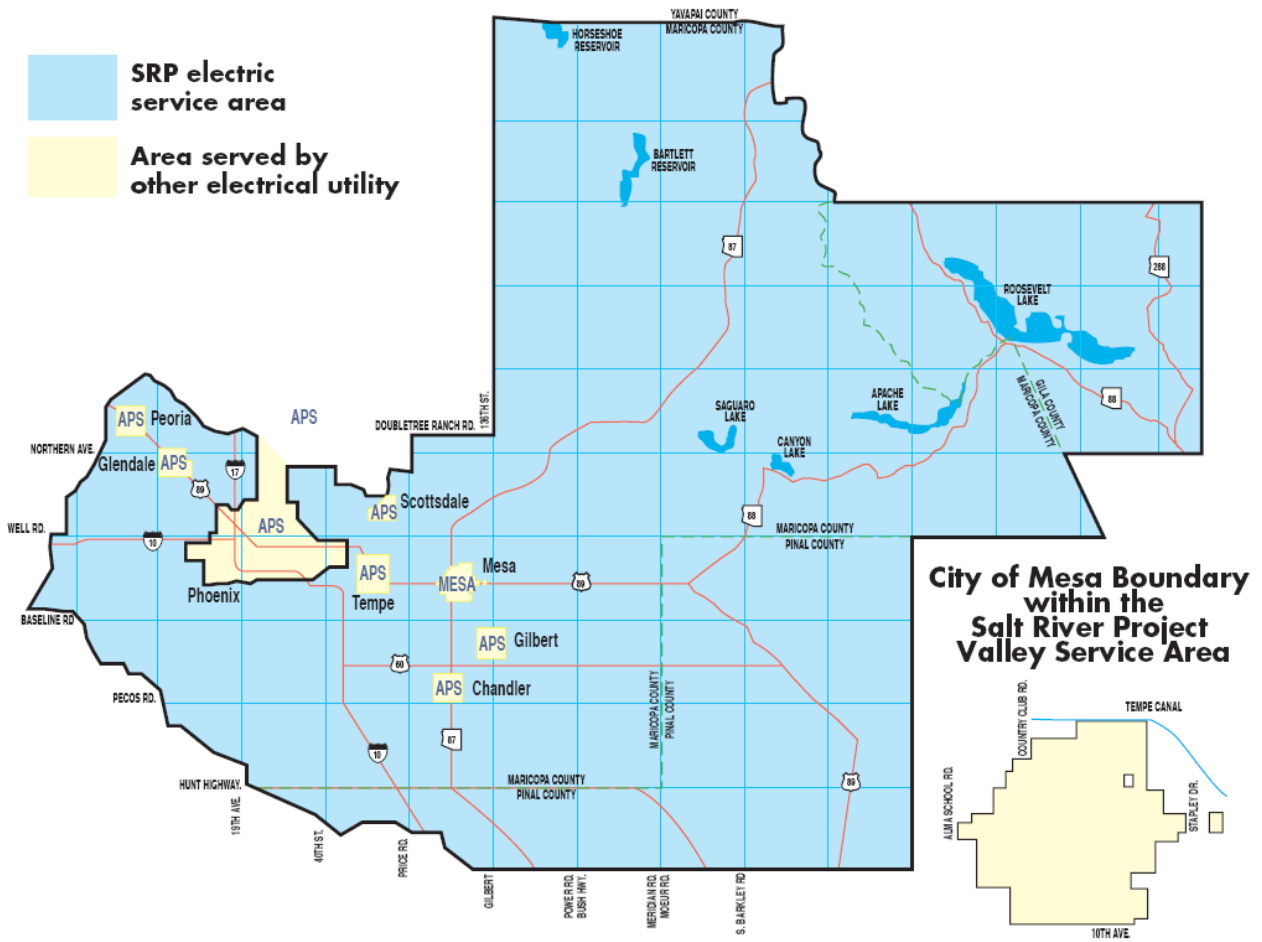 YAVAPAI COUNTY
MARICOPA COUNTY
HORSESHOE
RESERVOIR
SRP electric
service area
Area served by
other electrical utility
BARTLETT
RESERVOIR
87
268
ROOSEVELT
LAKE
GILA COUNTY
MARICOPA COUNTY
88
APACHE
LAKE
SAGUARO
LAKE
CANYON
LAKE
136TH ST.
DOUBLETREE RANCH RD.
APS
APS
Peoria
NORTHERN AVE.
Glendale
APS
17
89
Scottsdale
APS
APS
88
WELL RD.
10
MARICOPA COUNTY
PINAL COUNTY
Phoenix
APS
Tempe
MESA
Mesa
89
BASELINE RD
APS
Gilbert
60
APS
Chandler
PECOS RD.
MARICOPA COUNTY
PINAL COUNTY
87
10
89
HUNT HIGHWAY.
MARICOPA COUNTY
PINAL COUNTY
19TH AVE.
40TH ST.
PRICE RD.
GILBERT
POWER RD.
BUSH HWY.
MERIDIAN RD.
MOEUR RD.
S. BARKLEY RD
City of Mesa Boundary
within the
Salt River Project
Valley Service Area
COUNTRY CLUB RD.
TEMPE CANAL
ALMA SCHOOL RD.
STAPLEY DR.
10TH AVE.